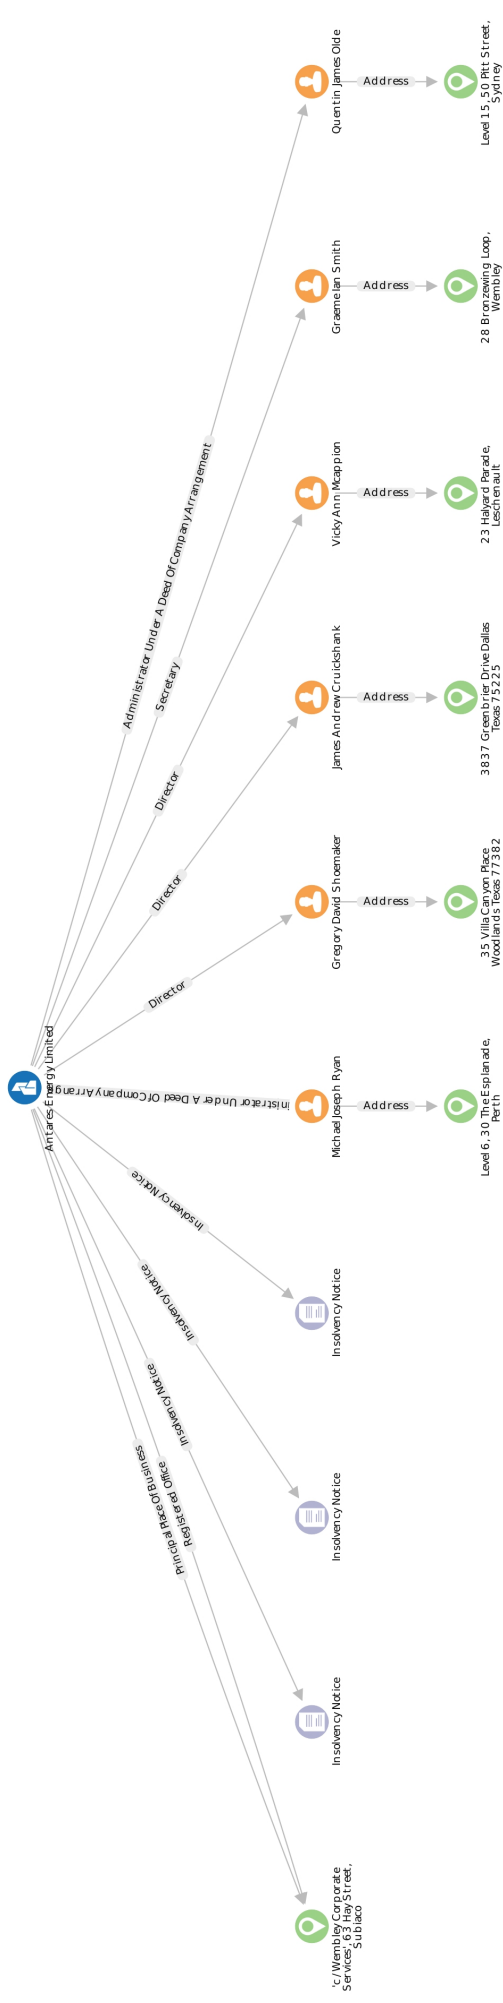 Quentin James Olde
Address
Level 15, 50 Pitt Street,
Sydney
Administrator Under A Deed Of Company Arrangement
Graeme Ian Smith
Address
28 Bronzewing Loop,
Wembley
Secretary
Vicky Ann Mcappion
Address
23 Halyard Parade,
Leschenault
Director
James Andrew Cruickshank
Address
3837 Greenbrier Drive Dallas
Texas 75225
Director
Gregory David Shoemaker
Address
35 Villa Canyon Place
Woodlands Texas 77382
Director
Antares Energy Limited
inistrator Under A Deed Of Company Arrang
Michael Joseph Ryan
Address
Level 6, 30 The Esplanade,
Perth
Insolvency Notice
Insolvency Notice
Insolvency Notice
Insolvency Notice
Insolvency Notice
Insolvency Notice
Principal Place Of Business
Registered Office
'c/Wembley Corporate
Services', 63 Hay Street,
Subiaco